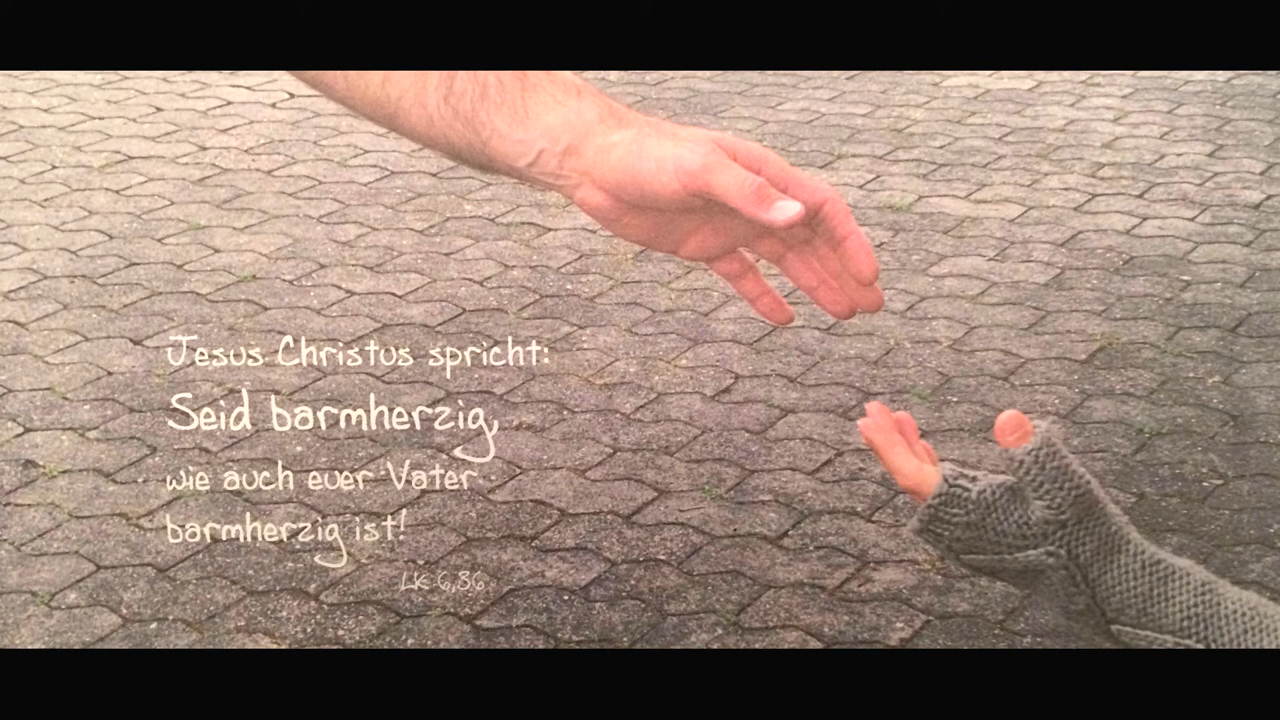 Jesus Christus spricht:
Seid barmherzig,
wie auch euer Vater
barmherzig ist!
Lk 6,36